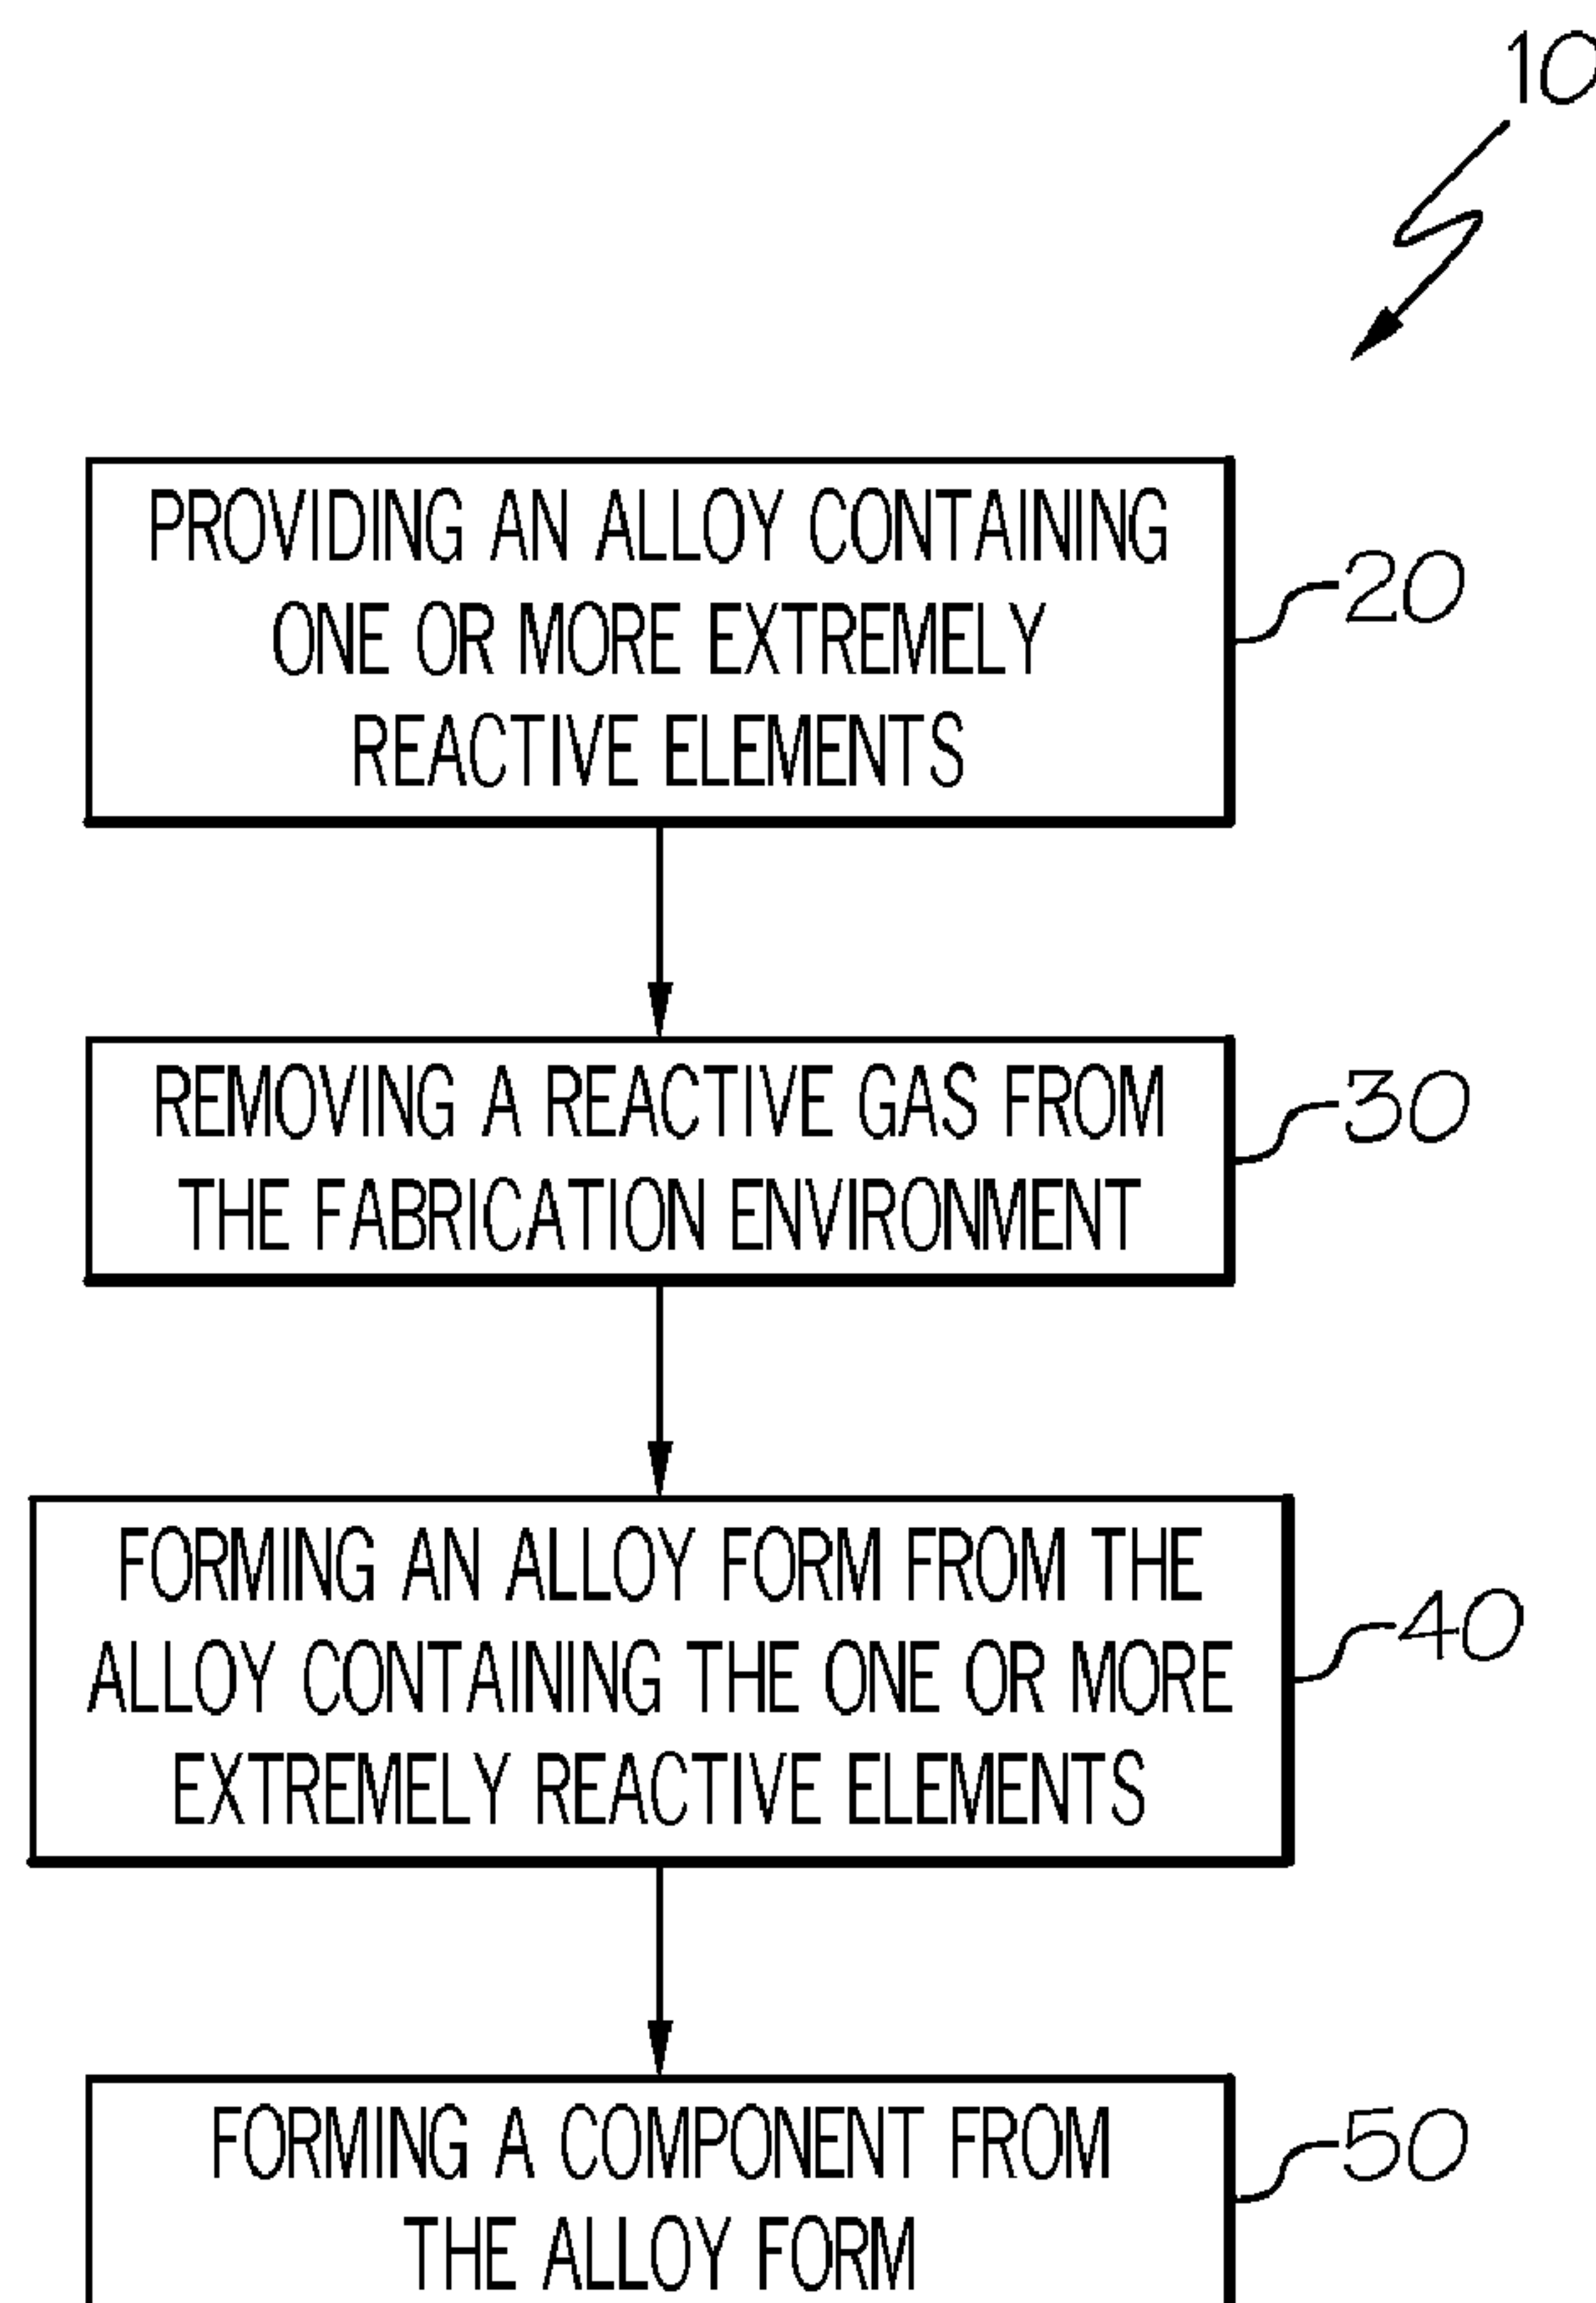 10
PROVIDING AN ALLOY CONTAINING
ONE OR MORE EXTREMELY
REACTIVE ELEMENTS
20
REMOVING A REACTIVE GAS FROM
THE FABRICATION ENVIRONMENT
30
FORMING AN ALLOY FORM FROM THE
ALLOY CONTAINING THE ONE OR MORE
EXTREMELY REACTIVE ELEMENTS
40
FORMING A COMPONENT FROM
THE ALLOY FORM
50